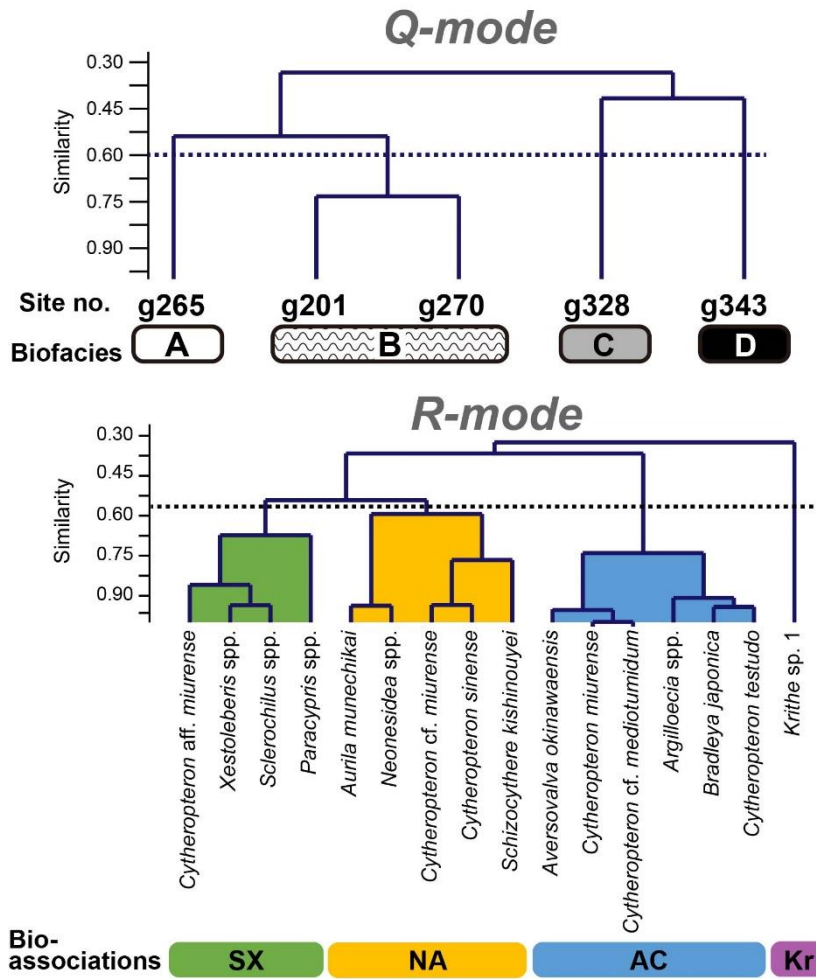 Q-mode
Similarity
0.30
0.45
0.60
0.75
0.90
Site no. g265 g201 g270 g328 g343
Biofacies A B C D
R-mode
Similarity
0.30
0.45
0.60
0.75
0.90
Cytheropteron aff. miurense
Xestoleberis spp.
Sclerochilus spp.
Paracypris spp.
Aurila munechikai
Neonesidea spp.
Cytheropteron cf. miurense
Cytheropteron sinense
Schizocythere kishinouyei
Aversovalva okinawaensis
Cytheropteron miurense
Cytheropteron cf. mediotumidum
Argilloecia spp.
Bradleya japonica
Cytheropteron testudo
Krithe sp. 1
Bio-
associations SX NA AC Kr